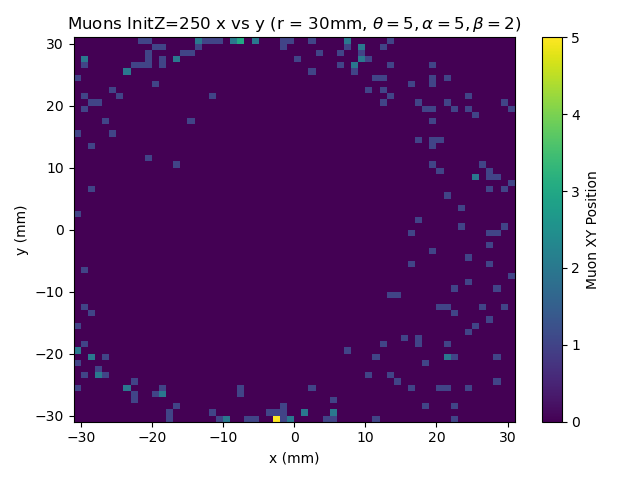 Muons InitZ=250 x vs y (r = 30mm, θ = 5, α = 5, β = 2)
30
20
10
0
−10
−20
−30
y (mm)
−30 −20 −10 0 10 20 30
x (mm)
5
4
3
2
1
0
Muon XY Position